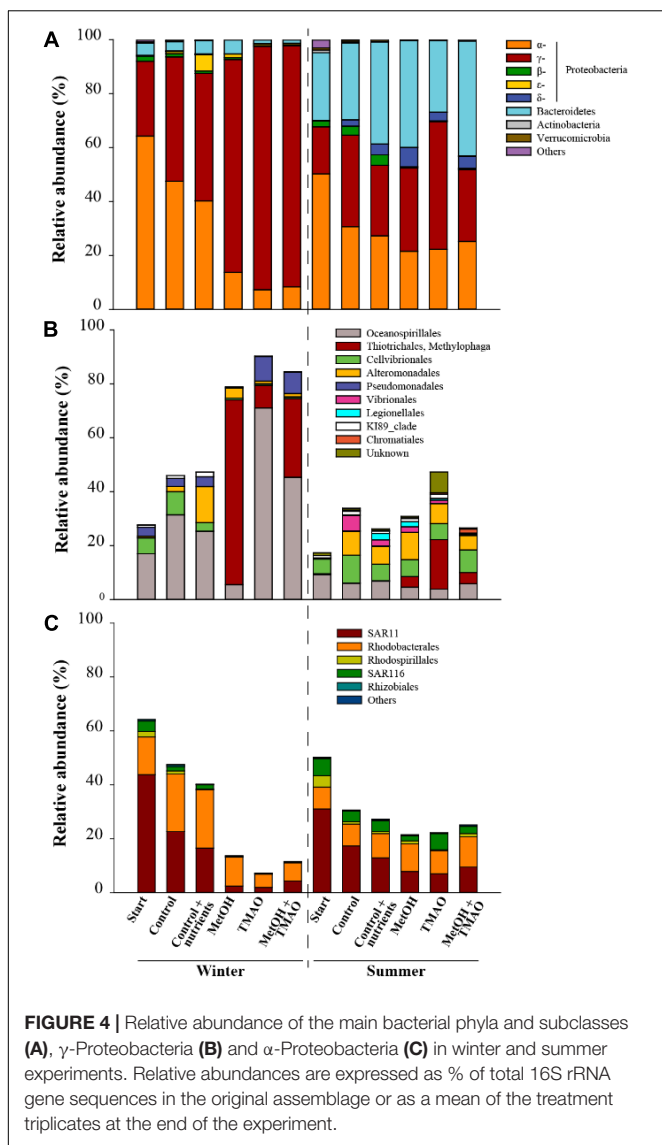 A
Relative abundance (%)
100
80
60
40
20
0
α-
γ-
β-
ε-
δ-
Proteobacteria
Bacteroidetes
Actinobacteria
Verrucomicrobia
Others
B
Relative abundance (%)
100
80
60
40
20
0
Oceanospirillales
Thiotrichales, Methylophaga
Cellvibrionales
Alteromonadales
Pseudomonadales
Vibrionales
Legionellales
KI89_clade
Chromatiales
Unknown
C
Relative abundance (%)
100
80
60
40
20
0
SAR11
Rhodobacterales
Rhodospirillales
SAR116
Rhizobiales
Others
Start
Control
Control +
nutrients
MetOH
TMAO
MetOH +
TMAO
Start
Control
Control +
nutrients
MetOH
TMAO
MetOH +
TMAO
Winter
Summer
FIGURE 4 | Relative abundance of the main bacterial phyla and subclasses
(A), γ-Proteobacteria (B) and α-Proteobacteria (C) in winter and summer
experiments. Relative abundances are expressed as % of total 16S rRNA
gene sequences in the original assemblage or as a mean of the treatment
triplicates at the end of the experiment.